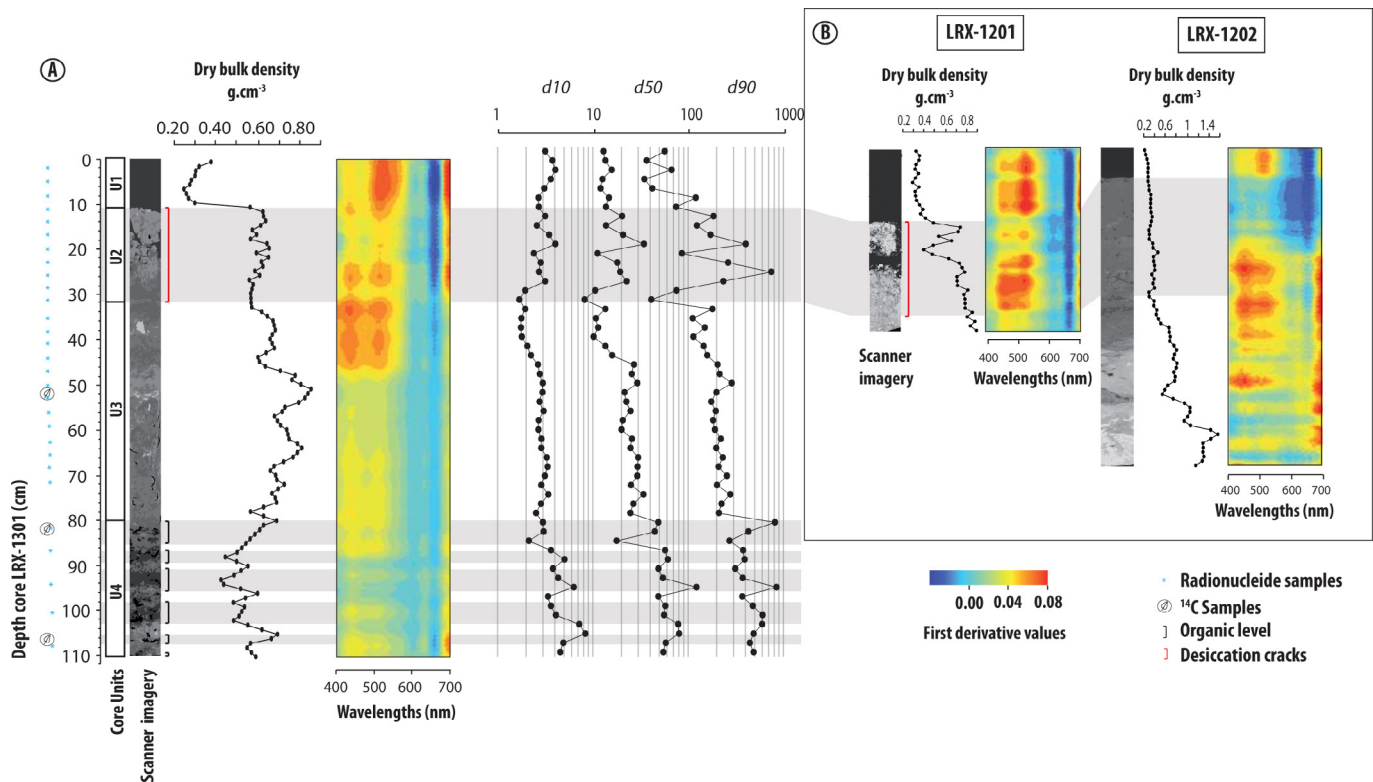 A
Dry bulk density
g.cm-3
0.20 0.40 0.60 0.80
d10 d50 d90
1 10 100 1000
Depth core LRX-1301 (cm)
0
10
20
30
40
50
60
70
80
90
100
110
U1
U2
U3
U4
Core Units
Scanner imagery
400 500 600 700
Wavelengths (nm)
B
LRX-1201
Dry bulk density
g.cm-3
0.2 0.4 0.6 0.8
Scanner
imagery
400 500 600 700
Wavelengths (nm)
LRX-1202
Dry bulk density
g.cm-3
0.2 0.6 1 1.4
400 500 600 700
Wavelengths (nm)
0.00 0.04 0.08
First derivative values
Radionucleide samples
14C Samples
Organic level
Desiccation cracks